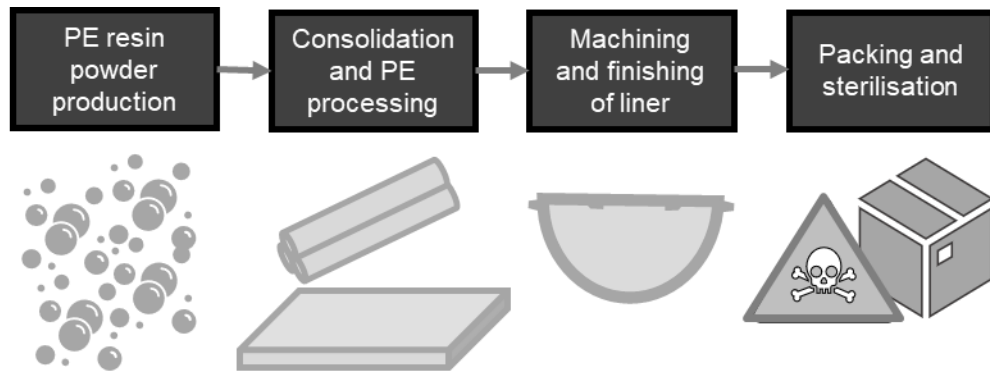 PE resin
powder
production
Consolidation
and PE
processing
Machining
and finishing
of liner
Packing and
sterilisation